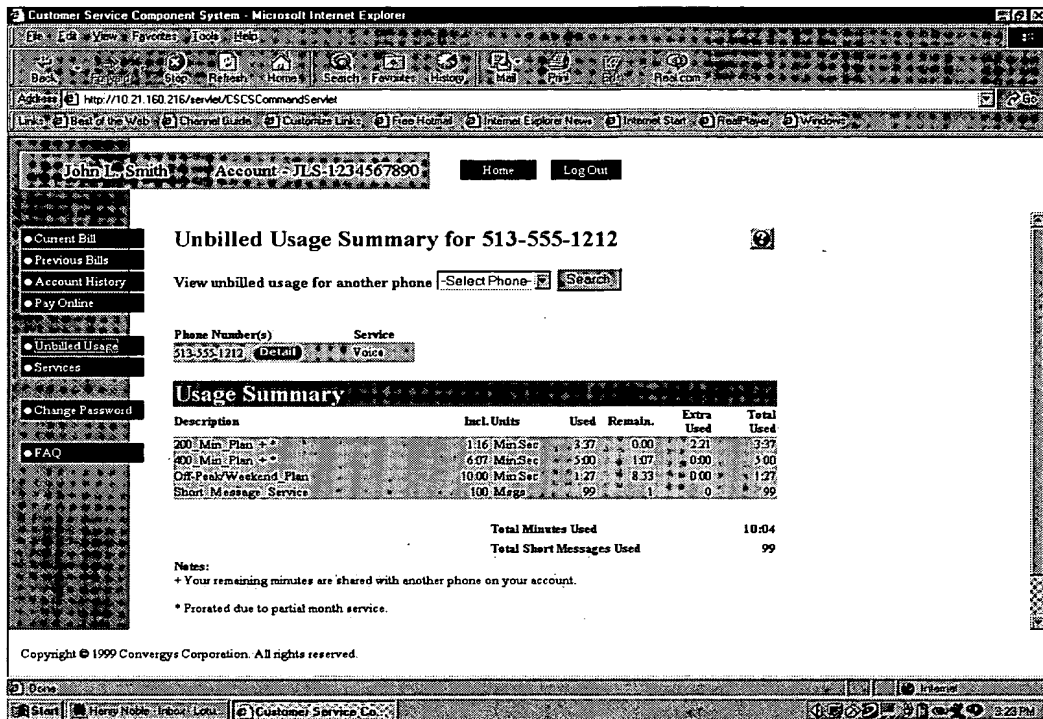 Customer Service Component System - Microsoft Internet Explorer
File Edit View Favorites Tools Help
Back Forward Stop Refresh Home Search Favorites History Mail Print Edit Real.com
Address http://10.21.160.216/servlet/CSCSCommandServlet Go
Links Best of the Web Channel Guide Customize Links Free Hotmail Internet Explorer News Internet Start RealPlayer Windows
John L. Smith Account - JLS-1234567890 Home Log Out
Current Bill
Previous Bills
Account History
Pay Online
Unbilled Usage
Services
Change Password
FAQ
Unbilled Usage Summary for 513-555-1212 ?
View unbilled usage for another phone -Select Phone- Search
Phone Number(s) Service
513-555-1212 Detail Voice
Usage Summary
Description Incl. Units Used Remain. Extra Used Total Used
200 Min Plan + * 1:16 Min:Sec 3:37 0:00 2:21 3:37
400 Min Plan + * 6:07 Min:Sec 5:00 1:07 0:00 5:00
Off-Peak/Weekend Plan 10:00 Min:Sec 1:27 8:33 0:00 1:27
Short Message Service 100 Msgs 99 1 0 99
Total Minutes Used 10:04
Total Short Messages Used 99
Notes:
+ Your remaining minutes are shared with another phone on your account.
* Prorated due to partial month service.
Copyright © 1999 Convergys Corporation. All rights reserved.
Done Internet
Start Henry Noble - Inbox - Lotu... Customer Service Co... 3:23 PM